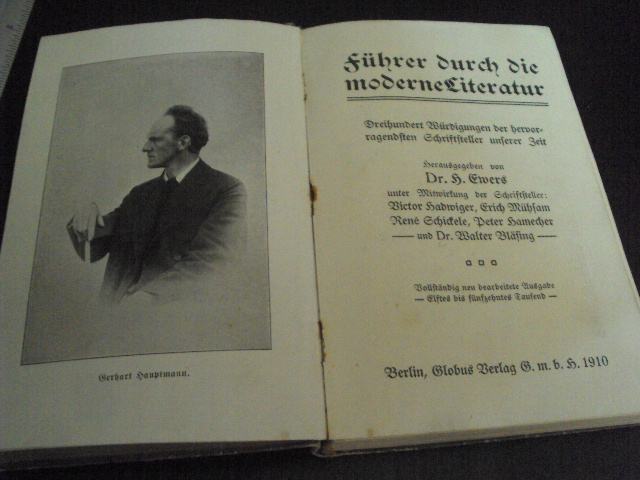 Gerhart Hauptmann.
Führer durch die
moderne Literatur
Dreihundert Würdigungen der hervor-
ragendsten Schriftsteller unserer Zeit
Herausgegeben von
Dr. H. Ewers
unter Mitwirkung der Schriftsteller:
Victor Hadwiger, Erich Mühsam
René Schickele, Peter Hamecher
— und Dr. Walter Bläsing —
Vollständig neu bearbeitete Ausgabe
— Elftes bis fünfzehntes Tausend —
Berlin, Globus Verlag G. m. b. H. 1910